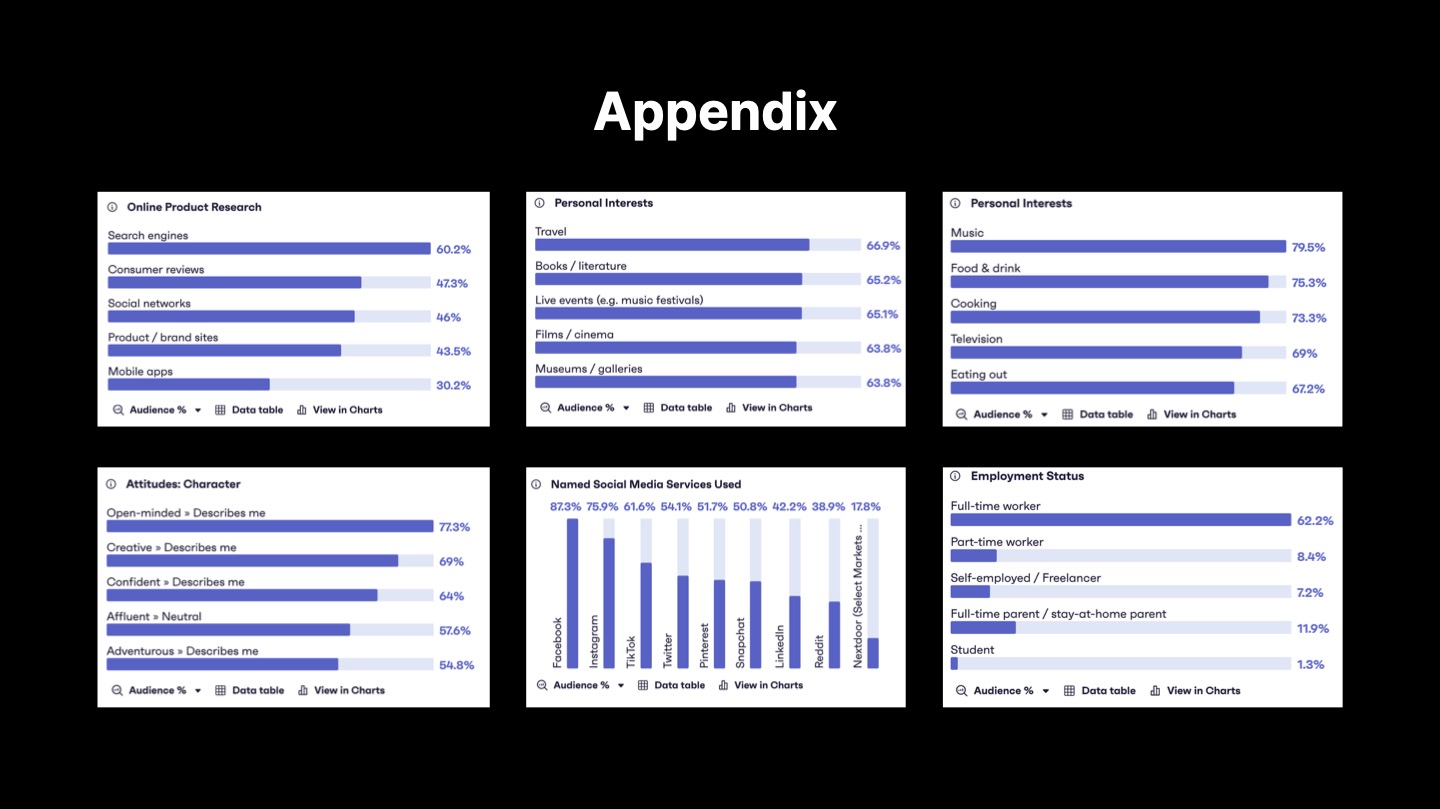 Appendix
Online Product Research
Search engines
60.2%
Consumer reviews
47.3%
Social networks
46%
Product / brand sites
43.5%
Mobile apps
30.2%
Audience % Data table View in Charts
Personal Interests
Travel
66.9%
Books / literature
65.2%
Live events (e.g. music festivals)
65.1%
Films / cinema
63.8%
Museums / galleries
63.8%
Audience % Data table View in Charts
Personal Interests
Music
79.5%
Food & drink
75.3%
Cooking
73.3%
Television
69%
Eating out
67.2%
Audience % Data table View in Charts
Attitudes: Character
Open-minded » Describes me
77.3%
Creative » Describes me
69%
Confident » Describes me
64%
Affluent » Neutral
57.6%
Adventurous » Describes me
54.8%
Audience % Data table View in Charts
Named Social Media Services Used
87.3% 75.9% 61.6% 54.1% 51.7% 50.8% 42.2% 38.9% 17.8%
Facebook
Instagram
TikTok
Twitter
Pinterest
Snapchat
LinkedIn
Reddit
Nextdoor (Select Markets ...
Audience % Data table View in Charts
Employment Status
Full-time worker
62.2%
Part-time worker
8.4%
Self-employed / Freelancer
7.2%
Full-time parent / stay-at-home parent
11.9%
Student
1.3%
Audience % Data table View in Charts